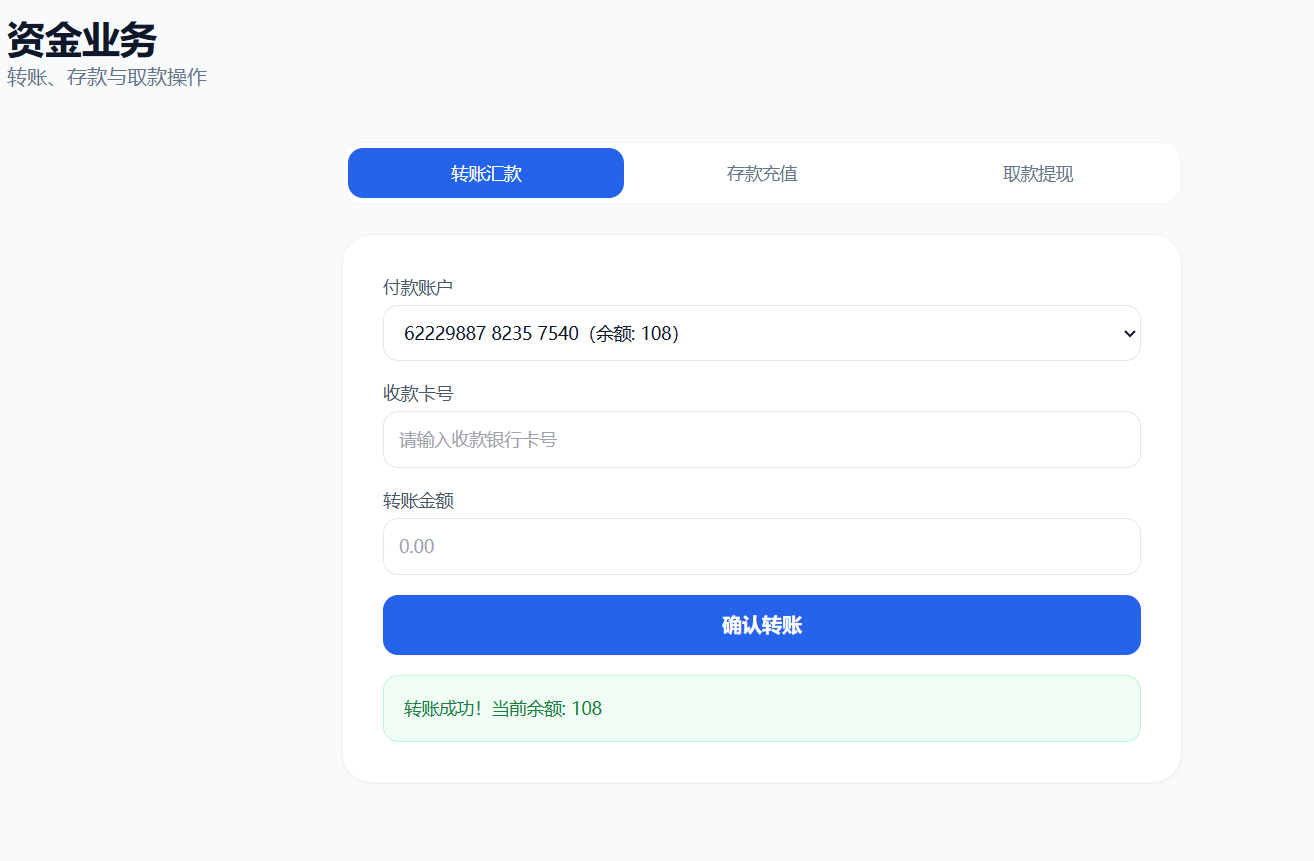 资金业务
转账、存款与取款操作
转账汇款 存款充值 取款提现
付款账户
62229887 8235 7540（余额: 108）
收款卡号
请输入收款银行卡号
转账金额
0.00
确认转账
转账成功！当前余额: 108